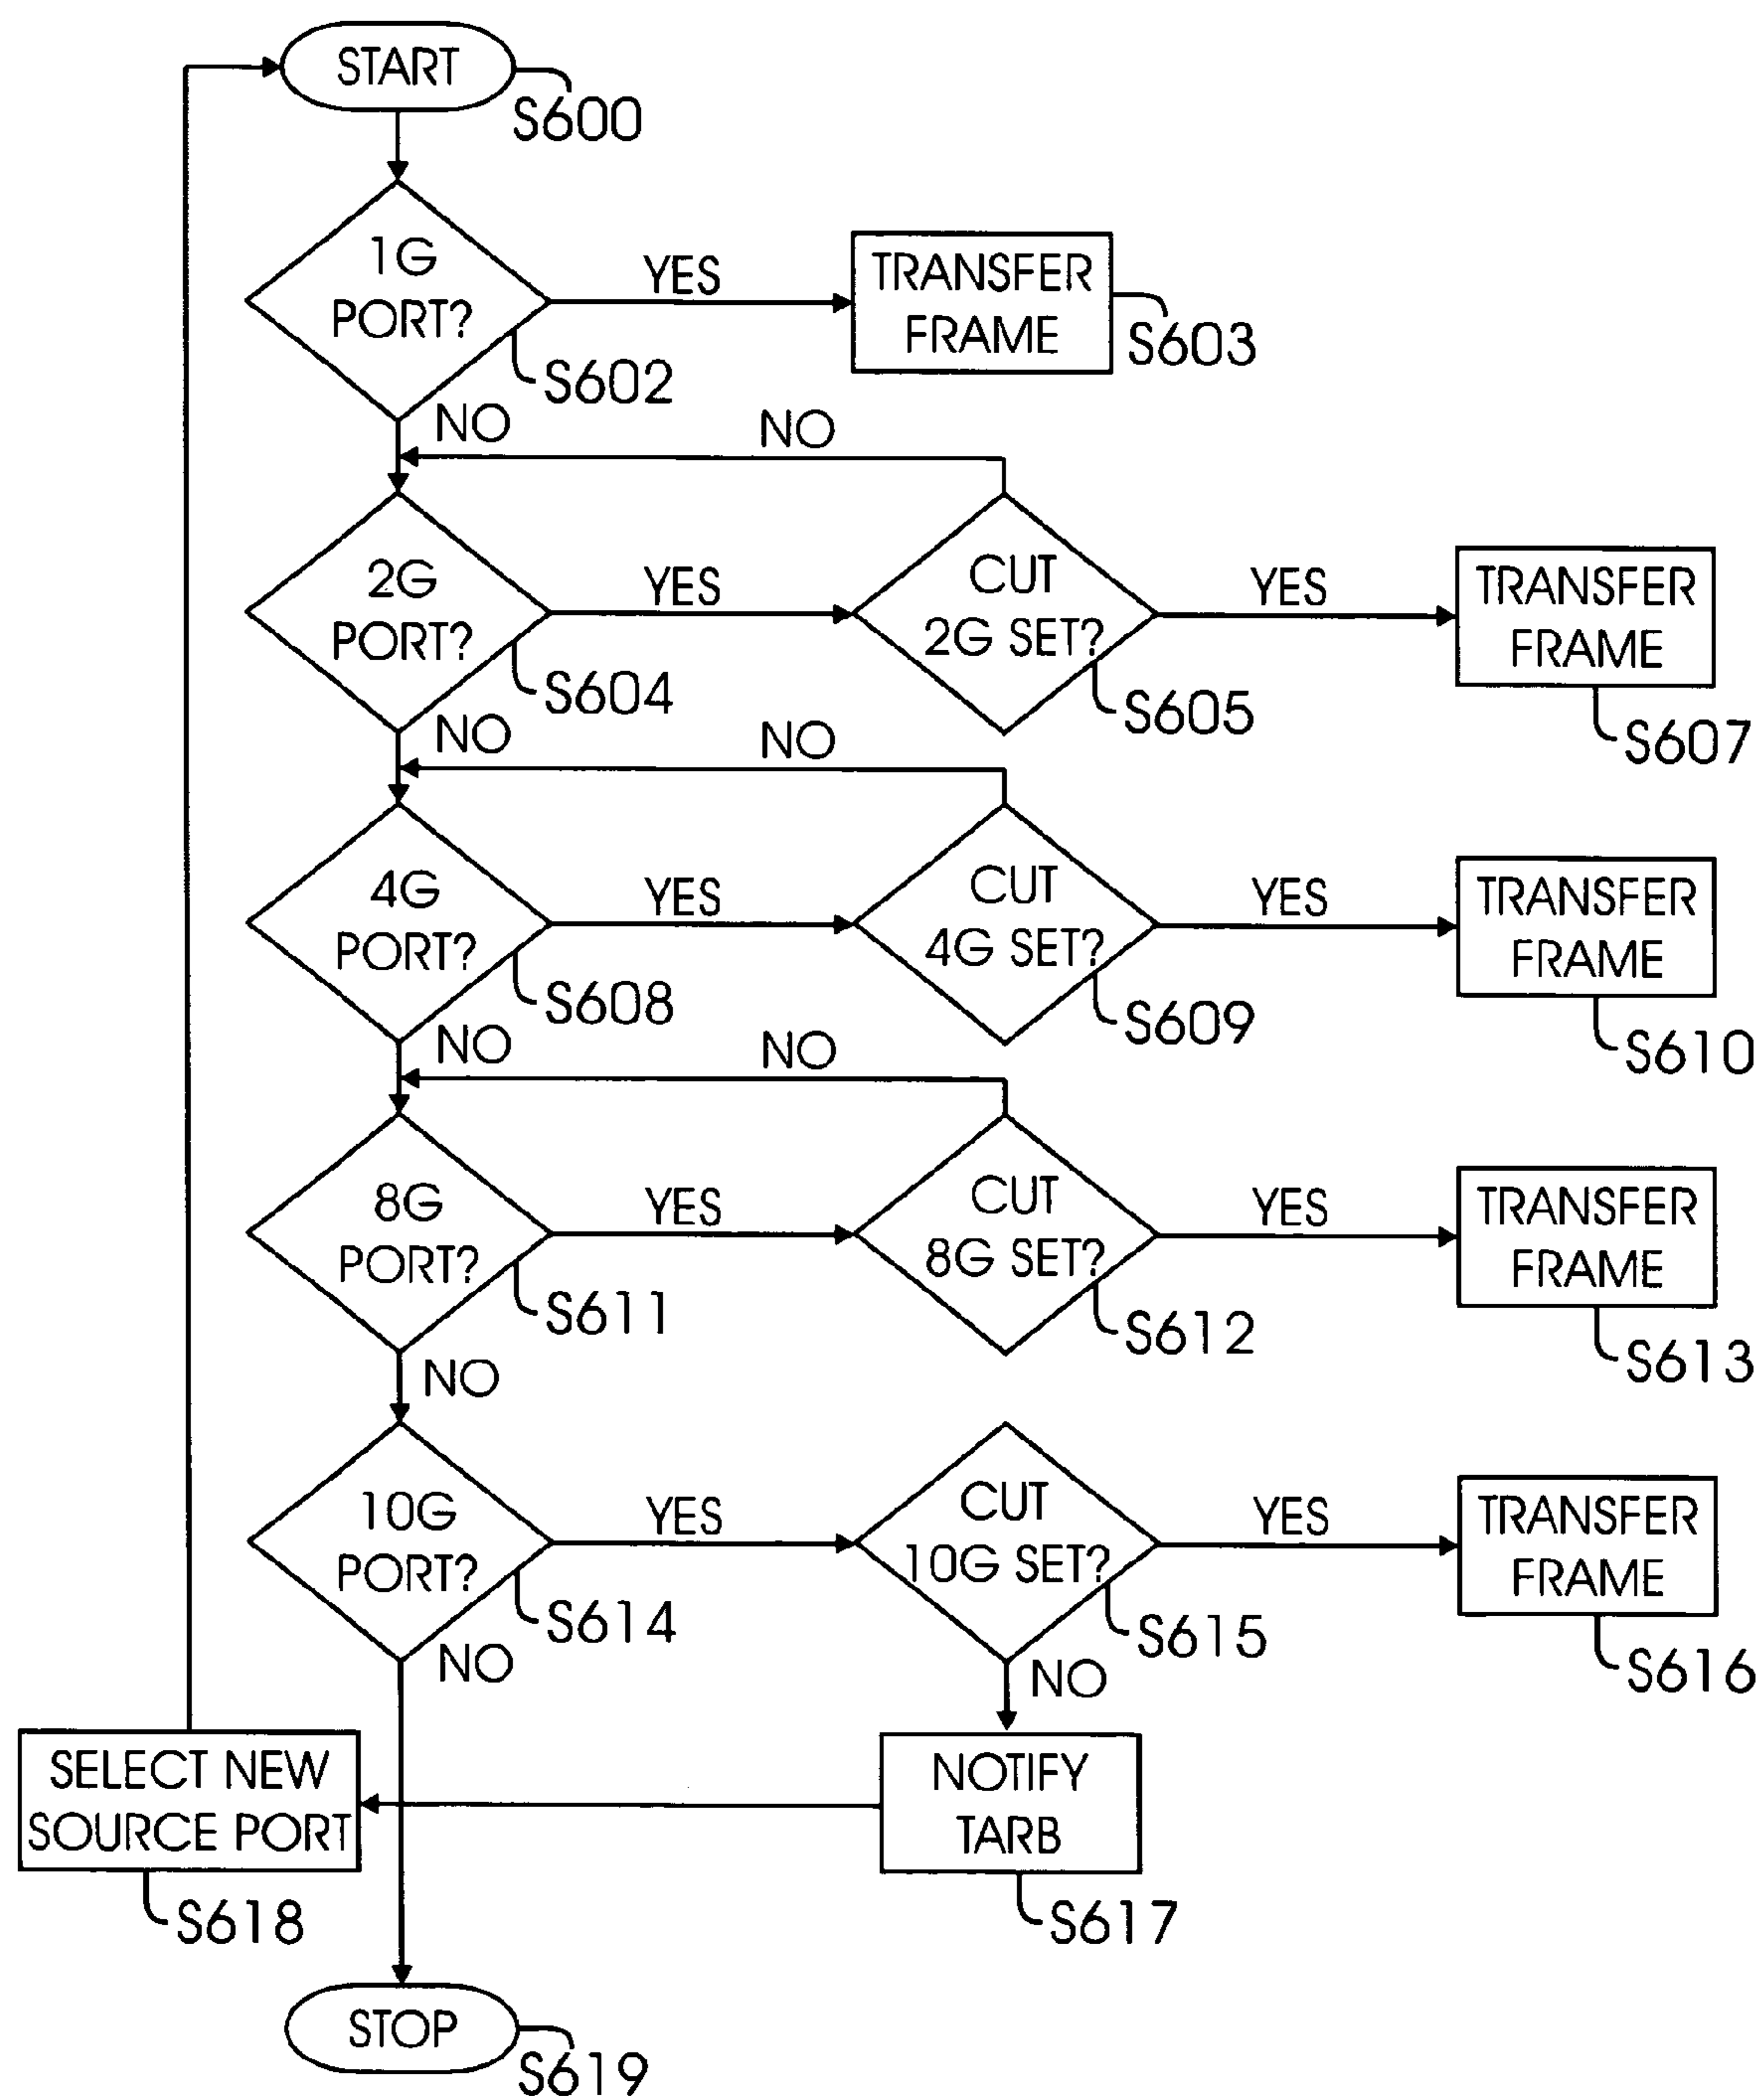 START
S600
1G
PORT?
S602
YES
TRANSFER
FRAME
S603
NO
NO
2G
PORT?
S604
YES
CUT
2G SET?
S605
YES
TRANSFER
FRAME
S607
NO
NO
4G
PORT?
S608
YES
CUT
4G SET?
S609
YES
TRANSFER
FRAME
S610
NO
NO
8G
PORT?
S611
YES
CUT
8G SET?
S612
YES
TRANSFER
FRAME
S613
NO
10G
PORT?
S614
YES
CUT
10G SET?
S615
YES
TRANSFER
FRAME
S616
NO
NO
SELECT NEW
SOURCE PORT
S618
NOTIFY
TARB
S617
STOP
S619